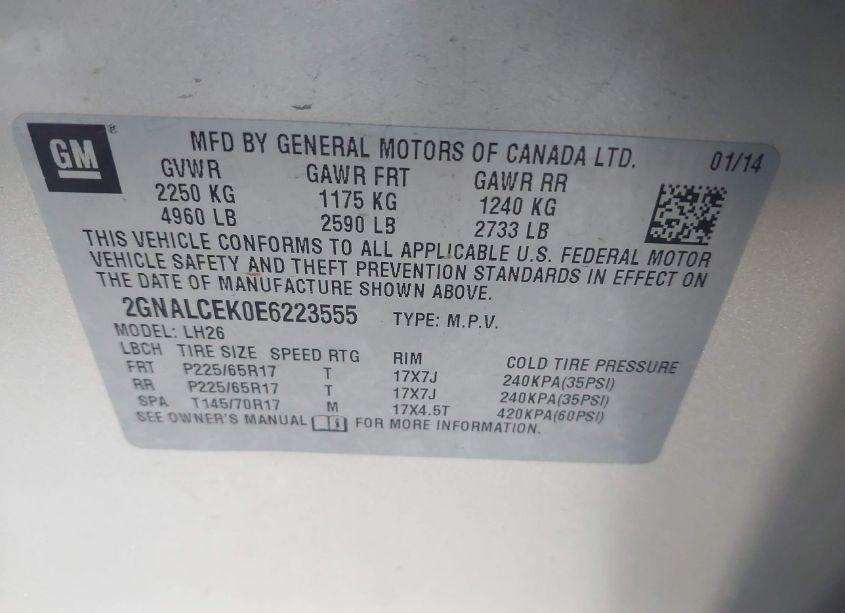 GM®
MFD BY GENERAL MOTORS OF CANADA LTD. 01/14
GVWR GAWR FRT GAWR RR
2250 KG 1175 KG 1240 KG
4960 LB 2590 LB 2733 LB
THIS VEHICLE CONFORMS TO ALL APPLICABLE U.S. FEDERAL MOTOR
VEHICLE SAFETY AND THEFT PREVENTION STANDARDS IN EFFECT ON
THE DATE OF MANUFACTURE SHOWN ABOVE.
2GNALCEK0E6223555 TYPE: M.P.V.
MODEL: LH26
LBCH TIRE SIZE SPEED RTG RIM COLD TIRE PRESSURE
FRT P225/65R17 T 17X7J 240KPA(35PSI)
RR P225/65R17 T 17X7J 240KPA(35PSI)
SPA T145/70R17 M 17X4.5T 420KPA(60PSI)
SEE OWNER'S MANUAL i FOR MORE INFORMATION.